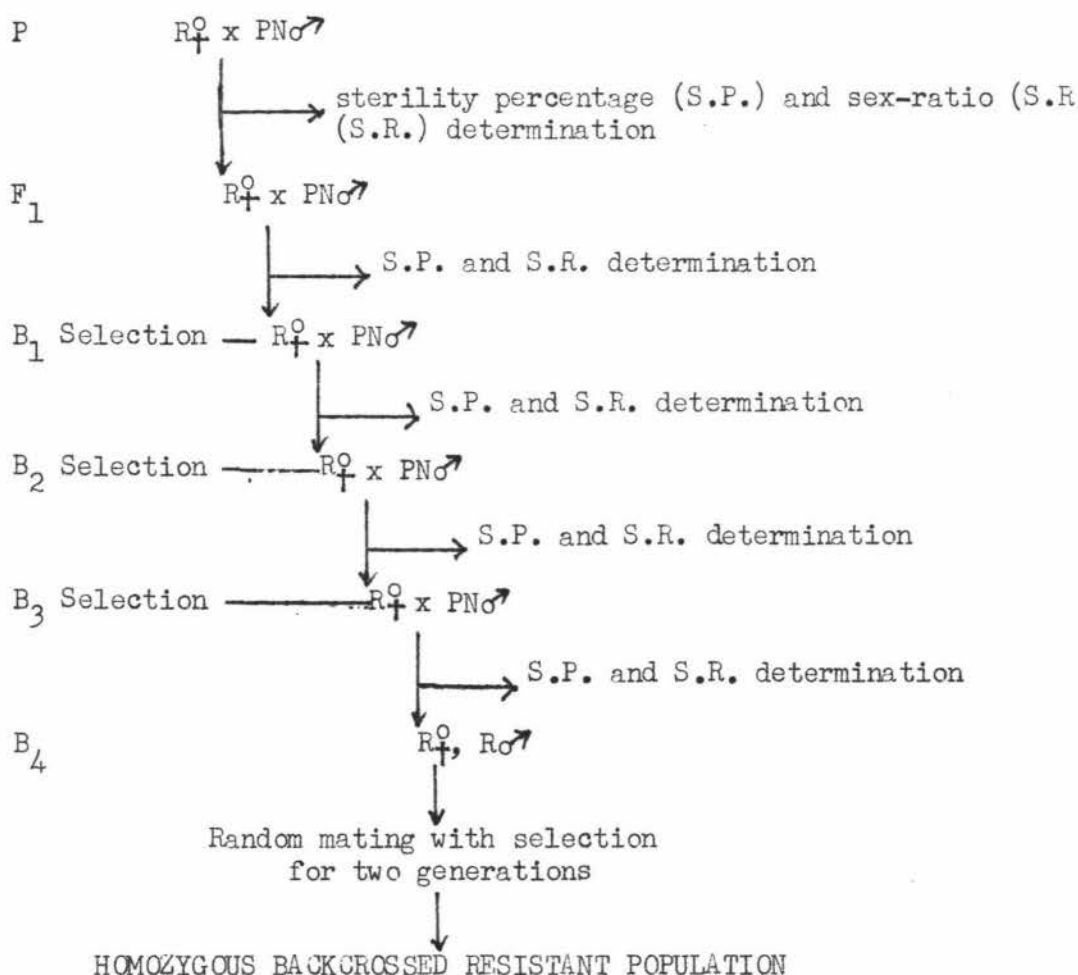 P R♀ x PN♂
sterility percentage (S.P.) and sex-ratio (S.R
(S.R.) determination
F1 R♀ x PN♂
S.P. and S.R. determination
B1 Selection R♀ x PN♂
S.P. and S.R. determination
B2 Selection R♀ x PN♂
S.P. and S.R. determination
B3 Selection R♀ x PN♂
S.P. and S.R. determination
B4 R♀, R♂
Random mating with selection
for two generations
HOMOZYGOUS BACKCROSSED RESISTANT POPULATION